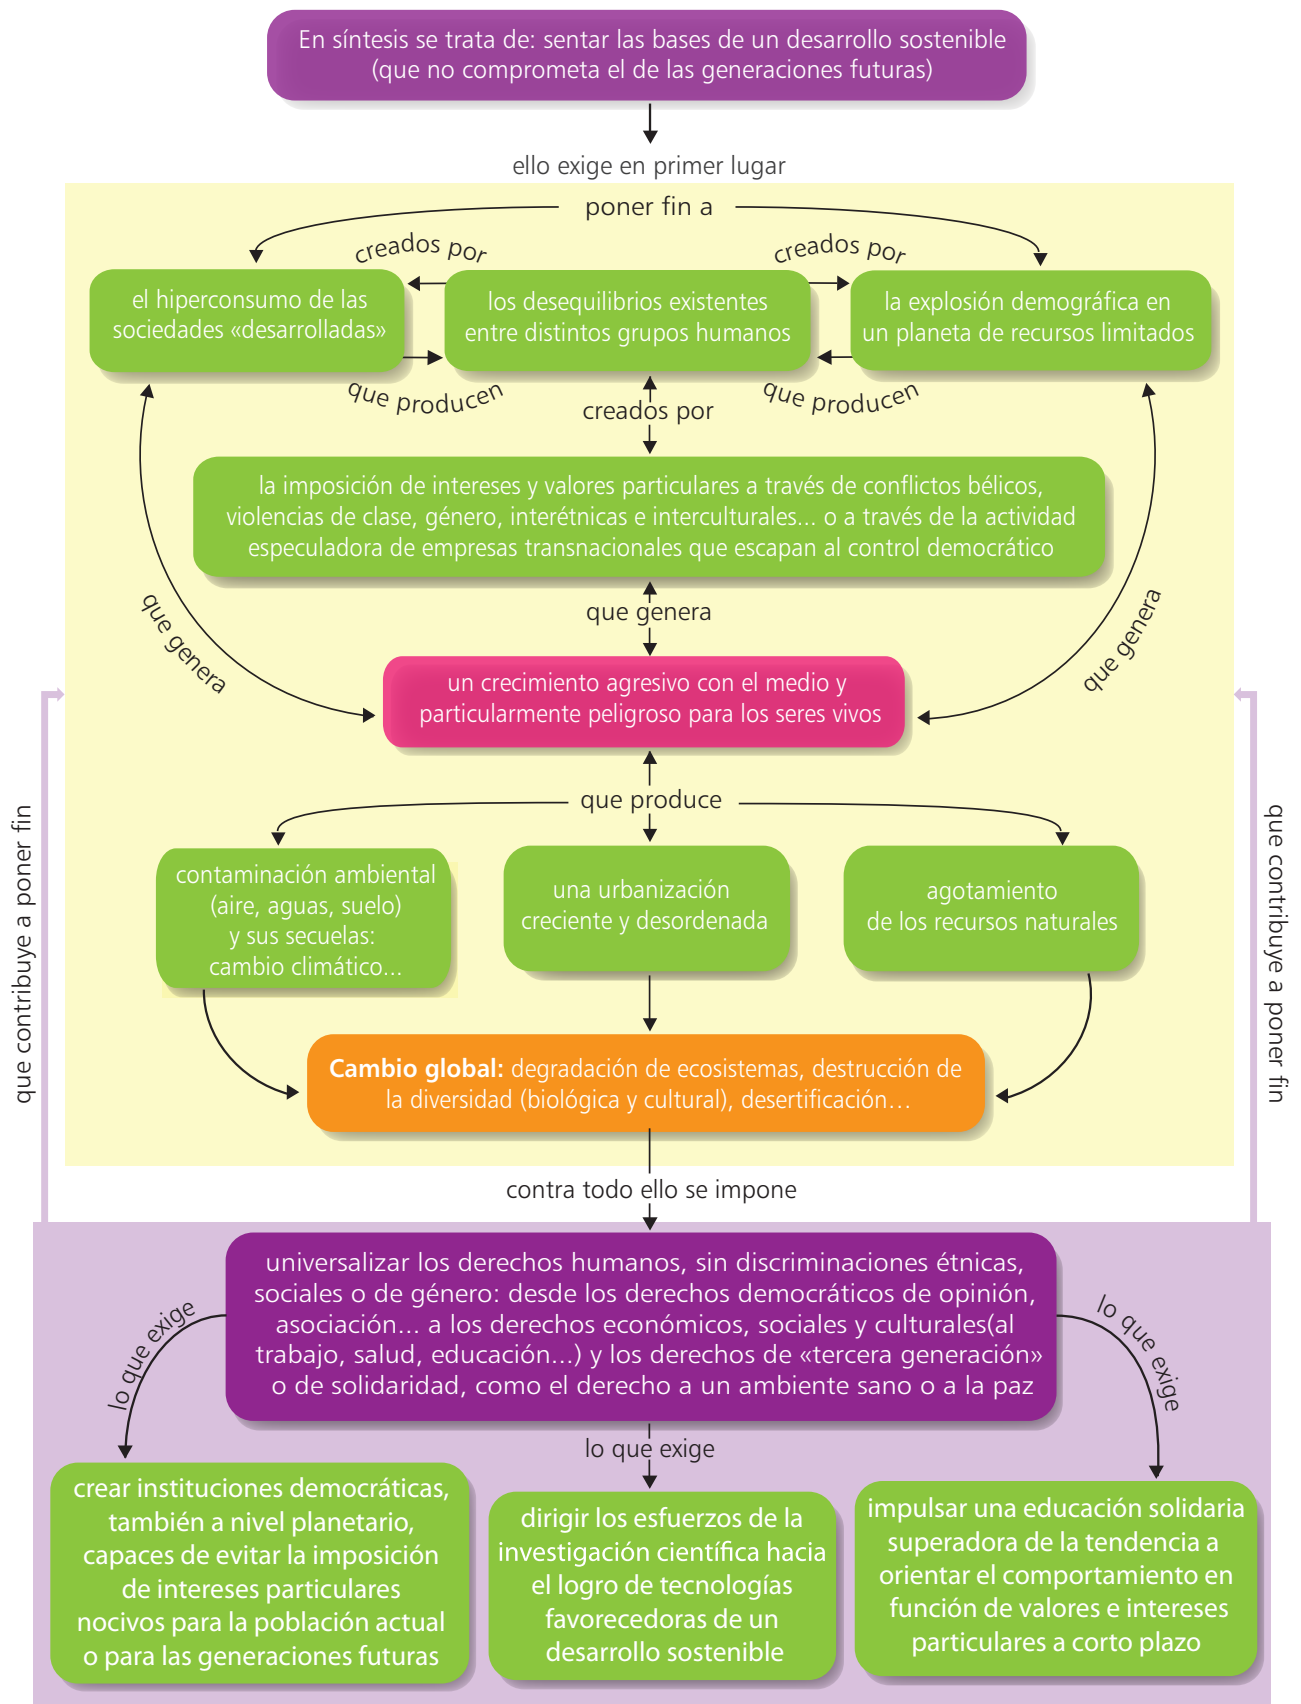 En síntesis se trata de: sentar las bases de un desarrollo sostenible
(que no comprometa el de las generaciones futuras)
ello exige en primer lugar
poner fin a
creados por
creados por
el hiperconsumo de las
sociedades «desarrolladas»
los desequilibrios existentes
entre distintos grupos humanos
la explosión demográfica en
un planeta de recursos limitados
que producen
que producen
creados por
la imposición de intereses y valores particulares a través de conflictos bélicos,
violencias de clase, género, interétnicas e interculturales... o a través de la actividad
especuladora de empresas transnacionales que escapan al control democrático
que genera
que genera
que genera
un crecimiento agresivo con el medio y
particularmente peligroso para los seres vivos
que produce
contaminación ambiental
(aire, aguas, suelo)
y sus secuelas:
cambio climático...
una urbanización
creciente y desordenada
agotamiento
de los recursos naturales
que contribuye a poner fin
que contribuye a poner fin
Cambio global: degradación de ecosistemas, destrucción de
la diversidad (biológica y cultural), desertificación…
contra todo ello se impone
universalizar los derechos humanos, sin discriminaciones étnicas,
sociales o de género: desde los derechos democráticos de opinión,
asociación... a los derechos económicos, sociales y culturales(al
trabajo, salud, educación...) y los derechos de «tercera generación»
o de solidaridad, como el derecho a un ambiente sano o a la paz
lo que exige
lo que exige
lo que exige
crear instituciones democráticas,
también a nivel planetario,
capaces de evitar la imposición
de intereses particulares
nocivos para la población actual
o para las generaciones futuras
dirigir los esfuerzos de la
investigación científica hacia
el logro de tecnologías
favorecedoras de un
desarrollo sostenible
impulsar una educación solidaria
superadora de la tendencia a
orientar el comportamiento en
función de valores e intereses
particulares a corto plazo